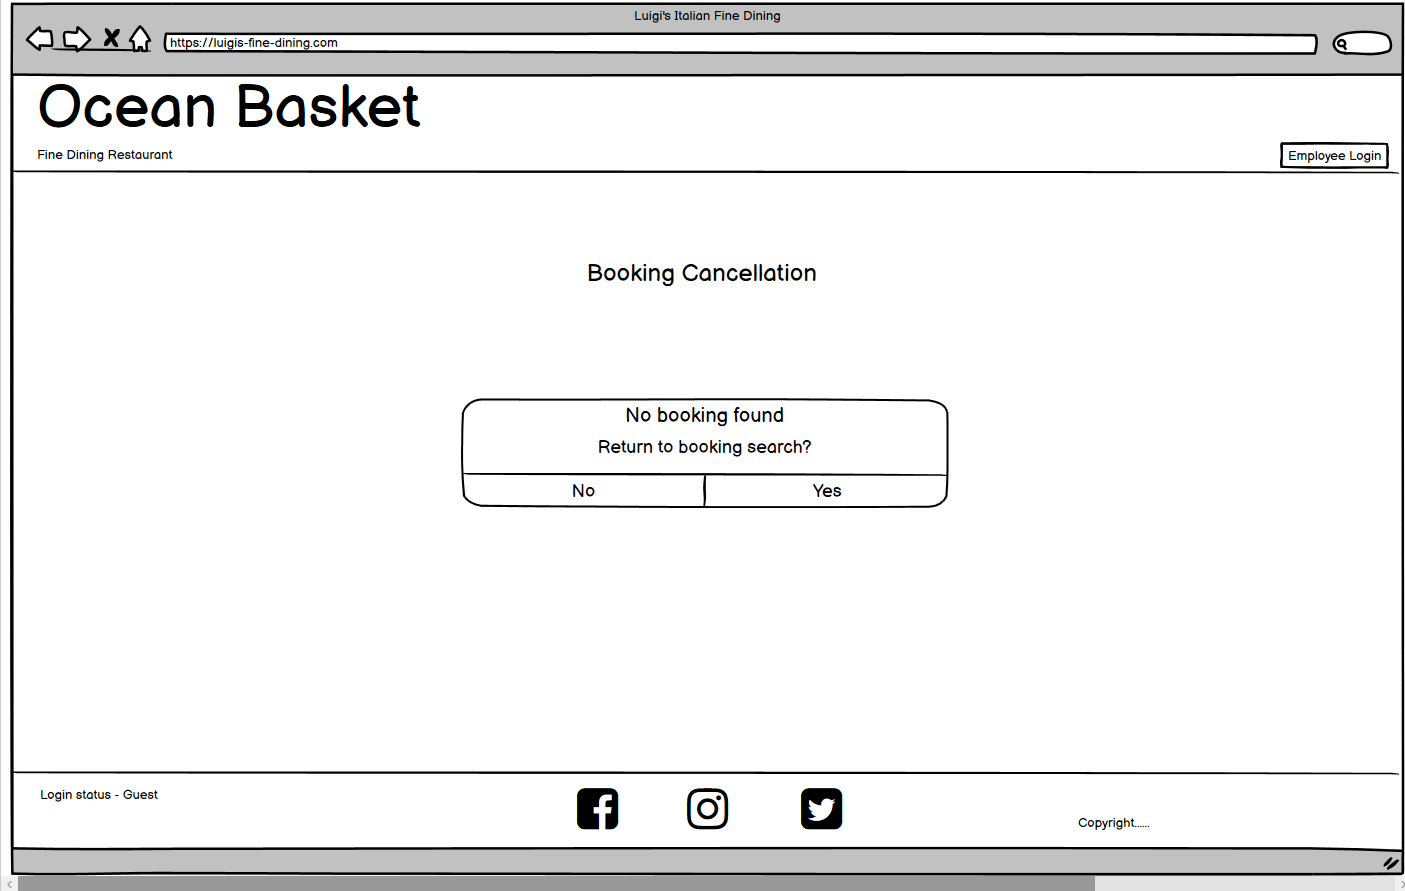 Luigi's Italian Fine Dining
https://luigis-fine-dining.com
Ocean Basket
Fine Dining Restaurant
Employee Login
Booking Cancellation
No booking found
Return to booking search?
No
Yes
Login status - Guest
Copyright......